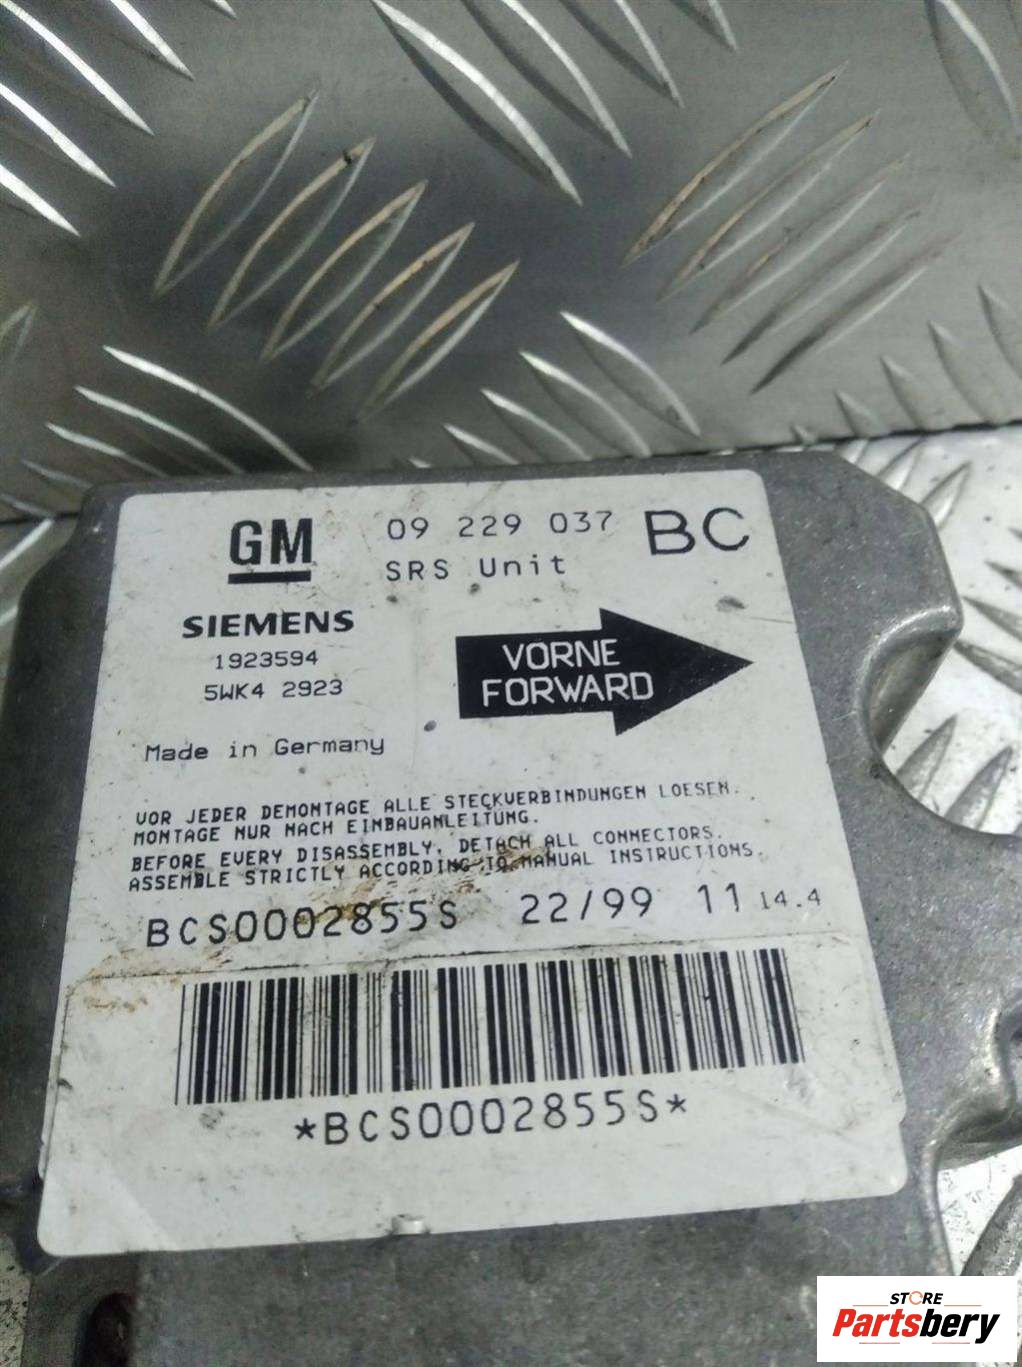 GM
09 229 037 BC
SRS Unit
SIEMENS
1923594
5WK4 2923
VORNE
FORWARD
Made in Germany
VOR JEDER DEMONTAGE ALLE STECKVERBINDUNGEN LOESEN.
MONTAGE NUR NACH EINBAUANLEITUNG.
BEFORE EVERY DISASSEMBLY, DETACH ALL CONNECTORS.
ASSEMBLE STRICTLY ACCORDING TO MANUAL INSTRUCTIONS.
BCS0002855S 22/99 11 14.4
*BCS0002855S*
STORE
Partsbery